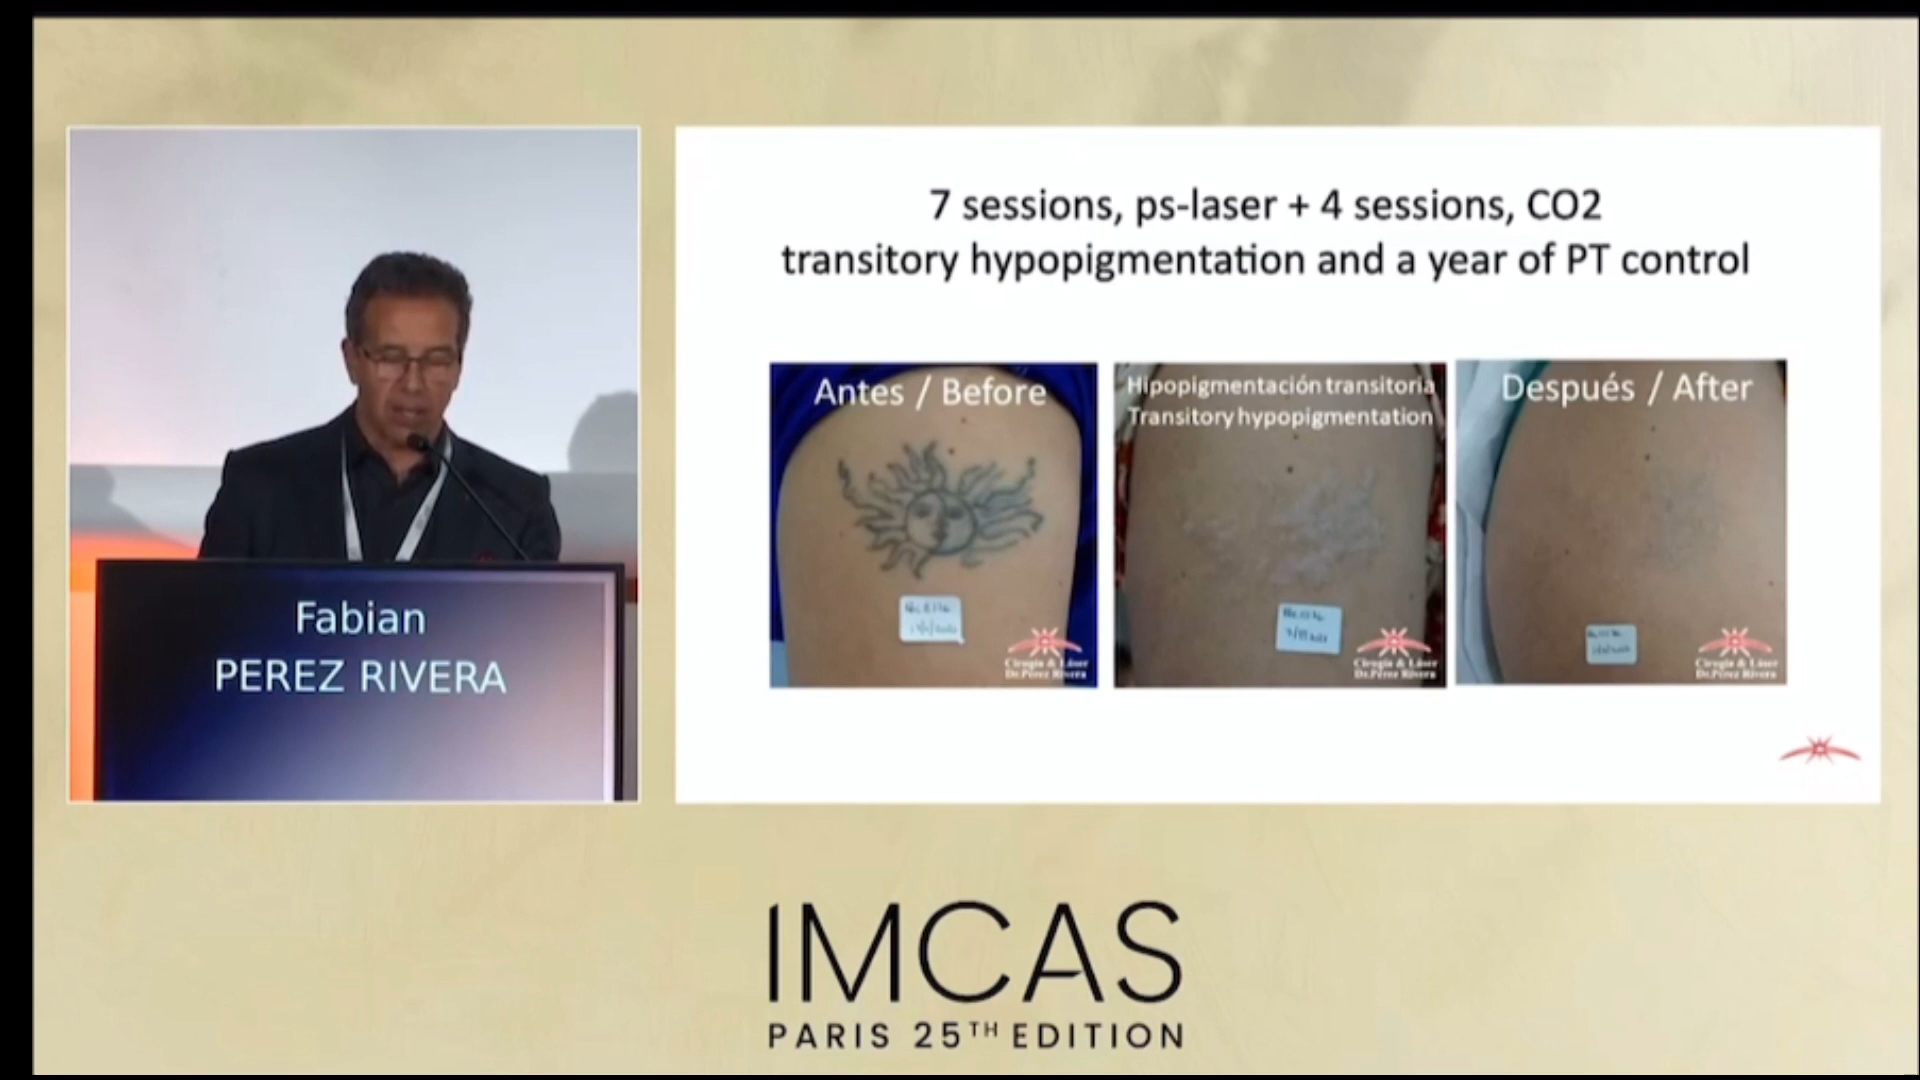 7 sessions, ps-laser + 4 sessions, CO2
transitory hypopigmentation and a year of PT control
Antes / Before
Hipopigmentación transitoria
Transitory hypopigmentation
Después / After
Cirugía & Láser
Dr.Pérez Rivera
Cirugía & Láser
Dr.Pérez Rivera
Cirugía & Láser
Dr.Pérez Rivera
Fabian
PEREZ RIVERA
IMCAS
PARIS 25TH EDITION